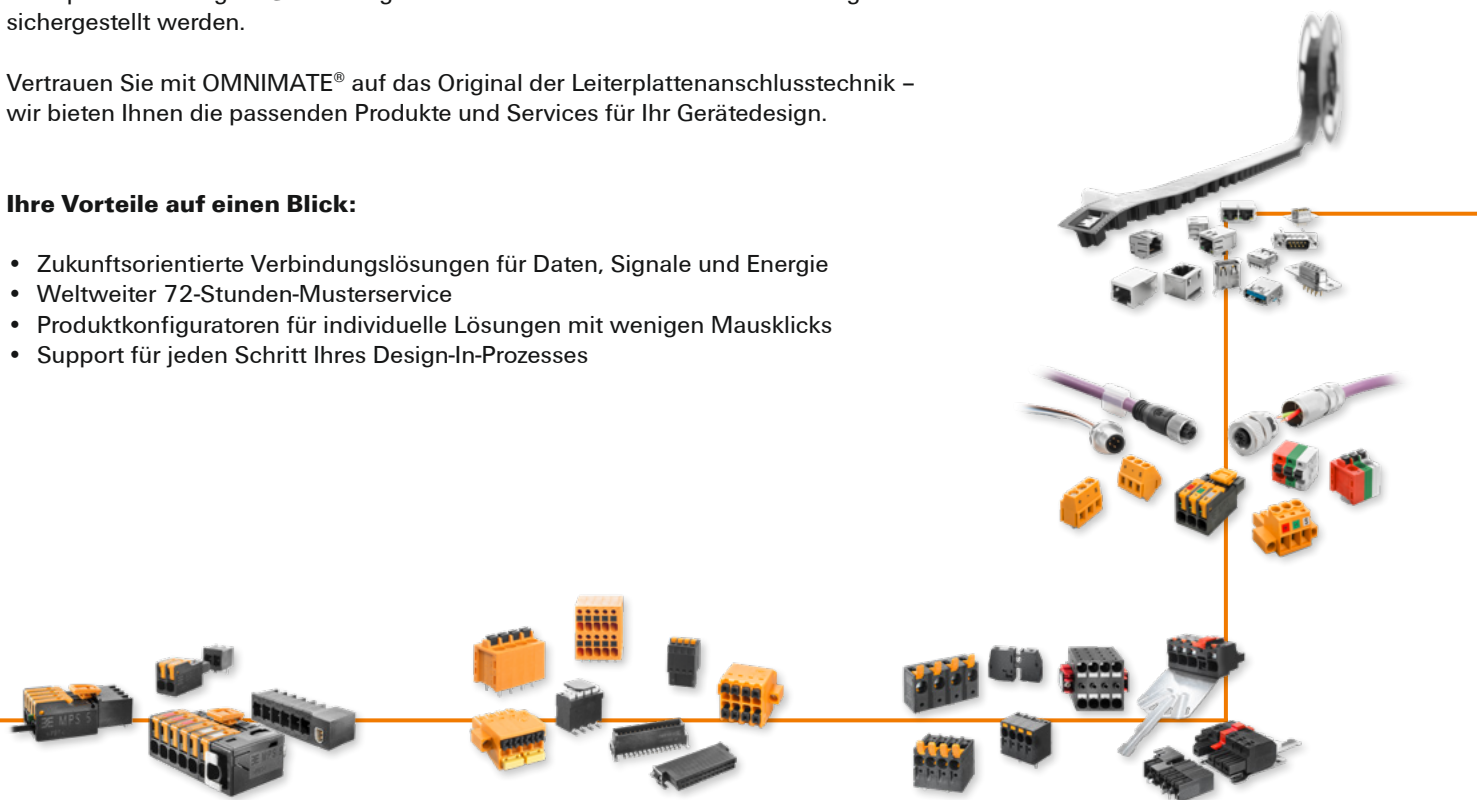 sichergestellt werden.
Vertrauen Sie mit OMNIMATE® auf das Original der Leiterplattenanschlusstechnik –
wir bieten Ihnen die passenden Produkte und Services für Ihr Gerätedesign.
Ihre Vorteile auf einen Blick:
• Zukunftsorientierte Verbindungslösungen für Daten, Signale und Energie
• Weltweiter 72-Stunden-Musterservice
• Produktkonfiguratoren für individuelle Lösungen mit wenigen Mausklicks
• Support für jeden Schritt Ihres Design-In-Prozesses
MPS 5